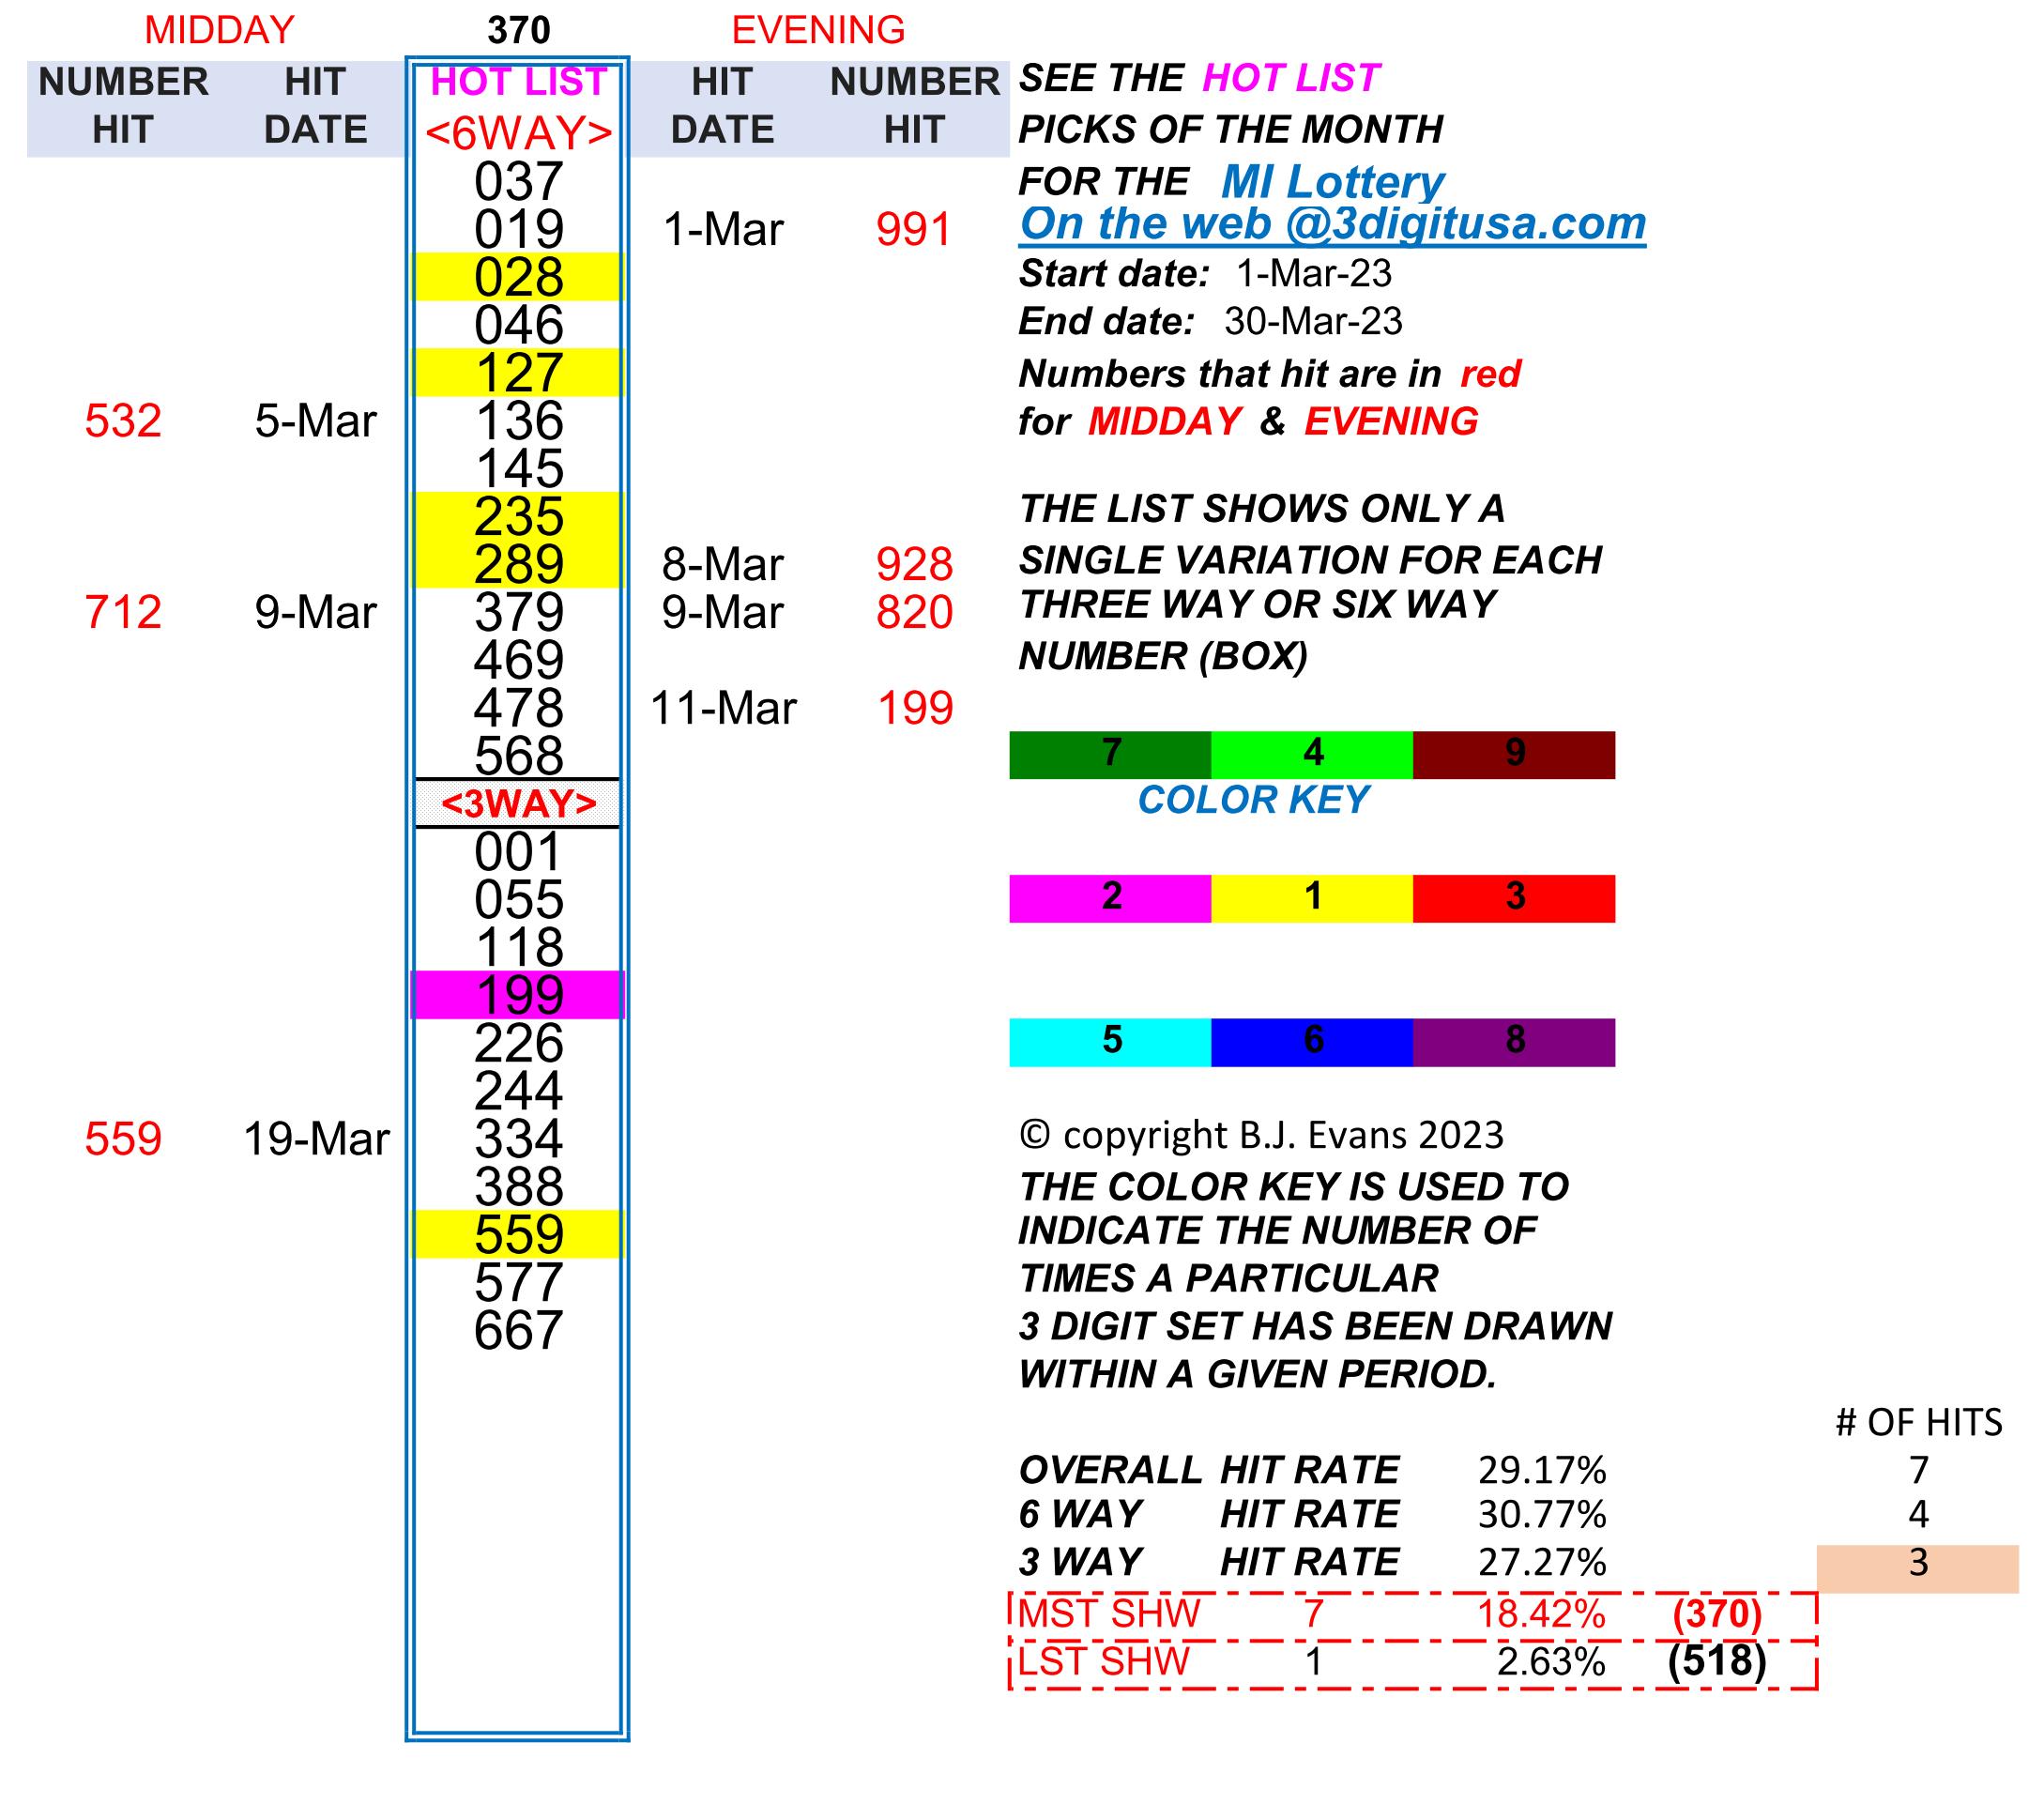 MIDDAY 370 EVENING
NUMBER HIT HOT LIST HIT NUMBER SEE THE HOT LIST
HIT DATE <6WAY> DATE HIT PICKS OF THE MONTH
037 FOR THE MI Lottery
019 1-Mar 991 On the web @3digitusa.com
028 Start date: 1-Mar-23
046 End date: 30-Mar-23
127 Numbers that hit are in red
532 5-Mar 136 for MIDDAY & EVENING
145
235 THE LIST SHOWS ONLY A
289 8-Mar 928 SINGLE VARIATION FOR EACH
712 9-Mar 379 9-Mar 820 THREE WAY OR SIX WAY
469 NUMBER (BOX)
478 11-Mar 199
568 7 4 9
<3WAY> COLOR KEY
001
055 2 1 3
118
199
226 5 6 8
244
559 19-Mar 334 © copyright B.J. Evans 2023
388 THE COLOR KEY IS USED TO
559 INDICATE THE NUMBER OF
577 TIMES A PARTICULAR
667 3 DIGIT SET HAS BEEN DRAWN
WITHIN A GIVEN PERIOD.
# OF HITS
OVERALL HIT RATE 29.17% 7
6 WAY HIT RATE 30.77% 4
3 WAY HIT RATE 27.27% 3
MST SHW 7 18.42% (370)
LST SHW 1 2.63% (518)